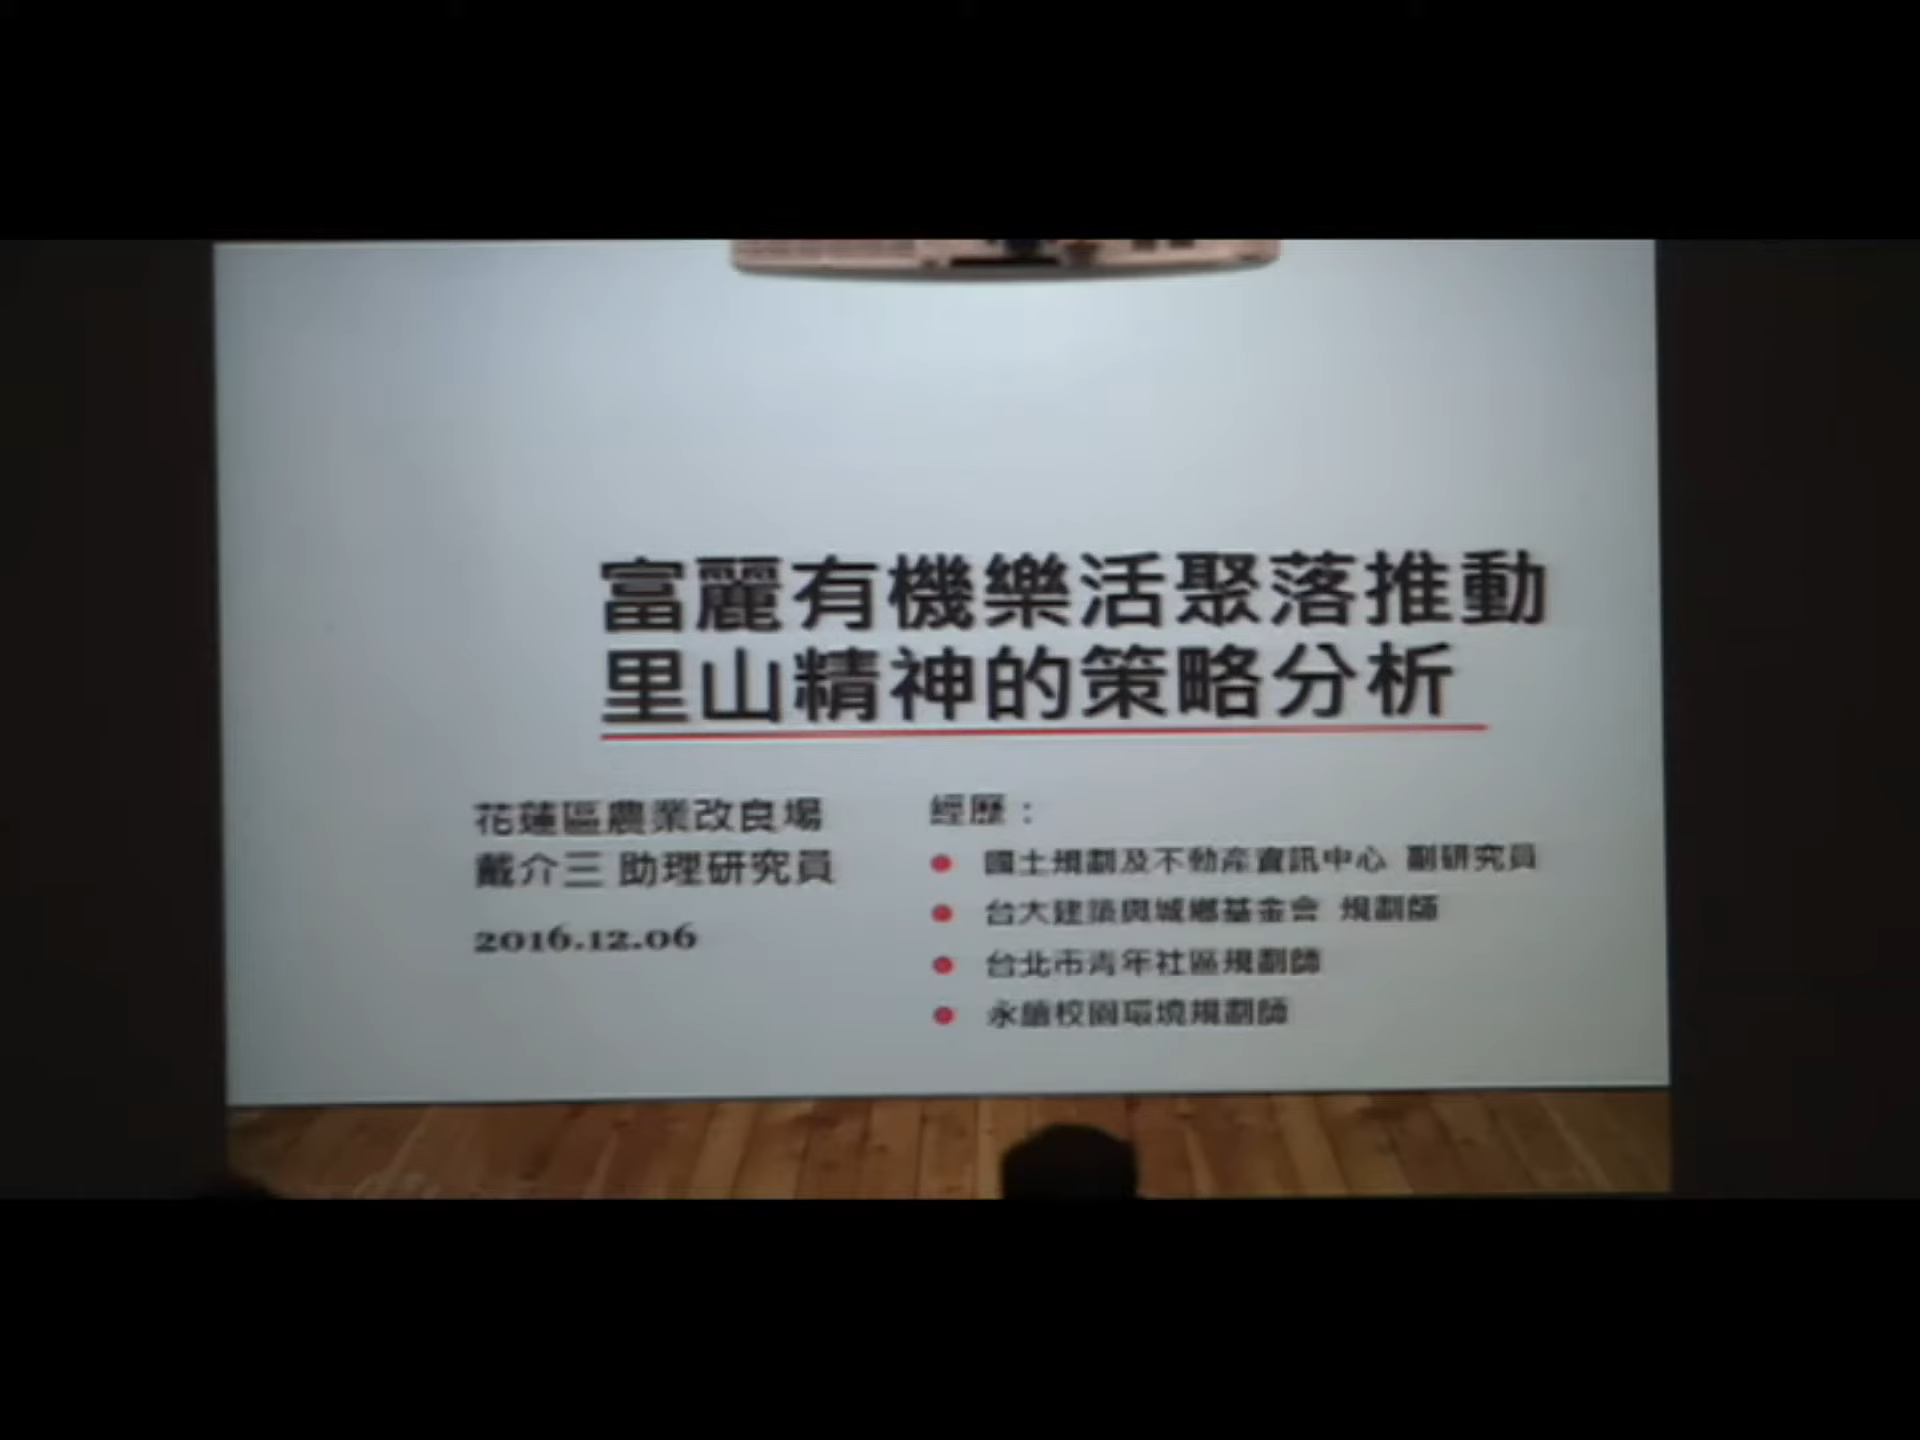 富麗有機樂活聚落推動
里山精神的策略分析
花蓮區農業改良場
戴介三 助理研究員
2016.12.06
經歷：
國土規劃及不動產資訊中心 副研究員
台大建築與城鄉基金會 規劃師
台北市青年社區規劃師
永續校園環境規劃師